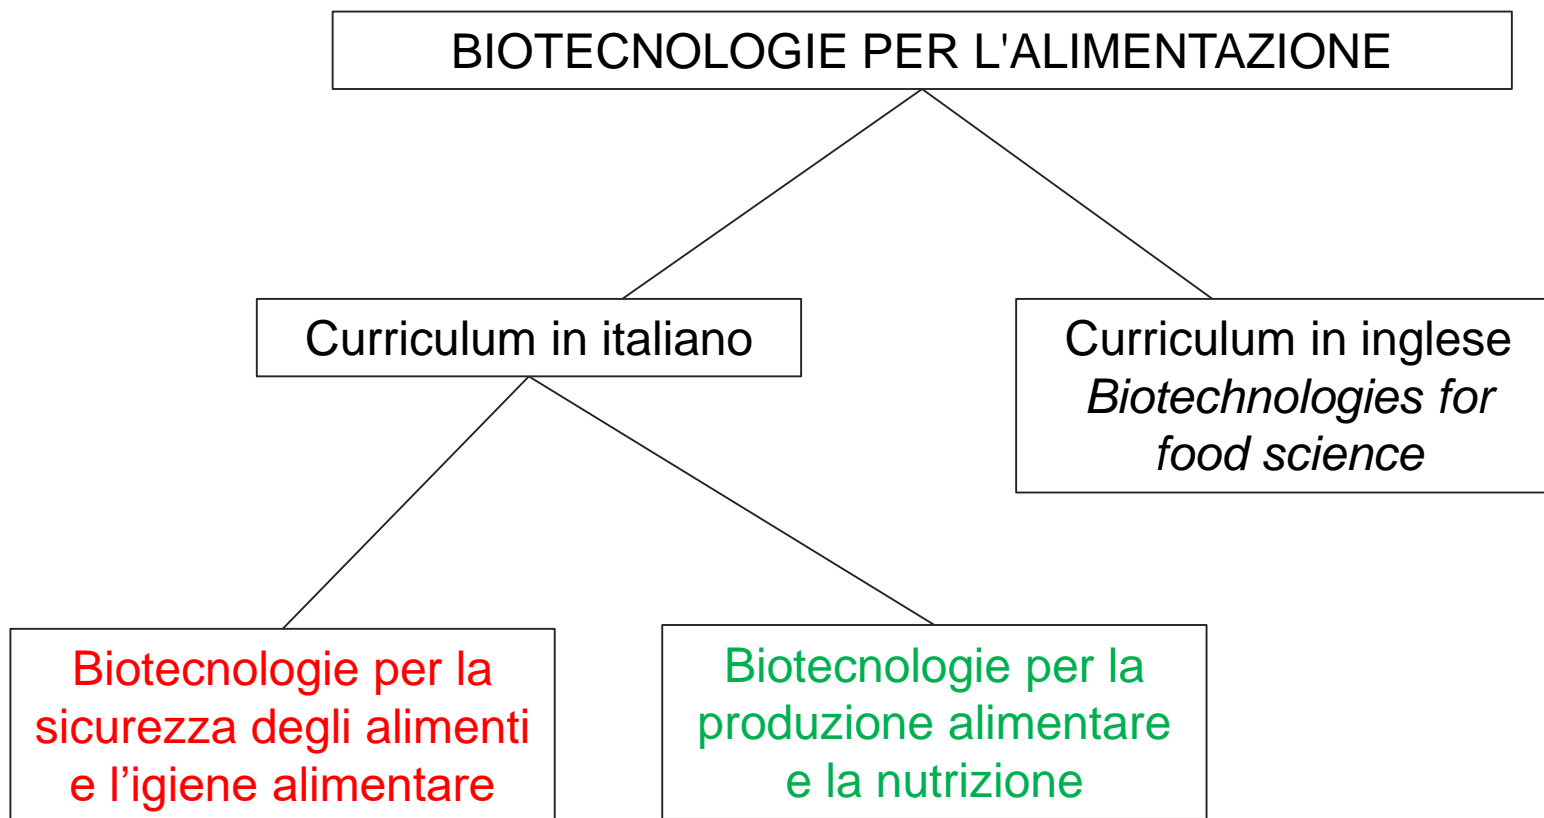 BIOTECNOLOGIE PER L'ALIMENTAZIONE
Curriculum in italiano
Curriculum in inglese
Biotechnologies for
food science
Biotecnologie per la
sicurezza degli alimenti
e l’igiene alimentare
Biotecnologie per la
produzione alimentare
e la nutrizione